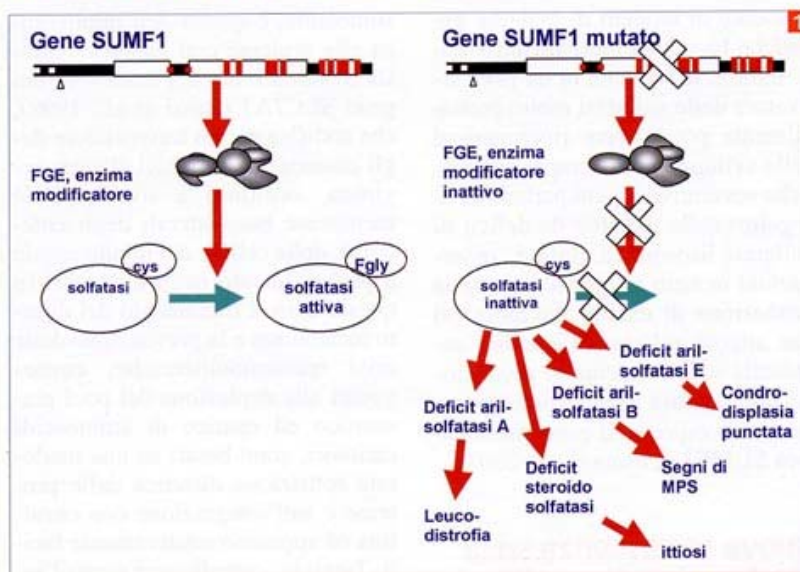 Gene SUMF1
FGE, enzima
modificatore
cys
solfatasi
Fgly
solfatasi
attiva
Gene SUMF1 mutato
1
FGE, enzima
modificatore
inattivo
cys
solfatasi
inattiva
Deficit aril-
solfatasi A
Leuco-
distrofia
Deficit
steroido
solfatasi
ittiosi
Deficit aril-
solfatasi B
Segni di
MPS
Deficit aril-
solfatasi E
Condro-
displasia
punctata